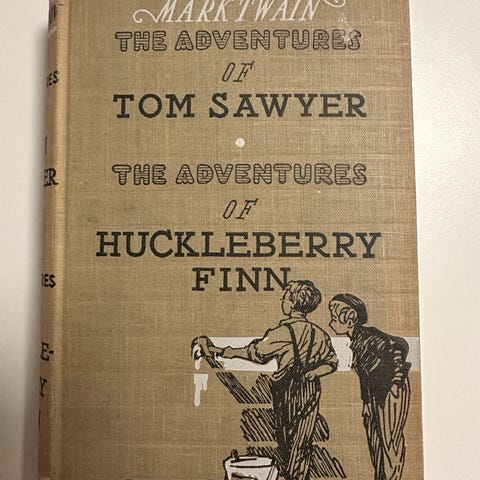 MARK TWAIN
THE ADVENTURES
OF
TOM SAWYER
THE ADVENTURES
OF
HUCKLEBERRY
FINN